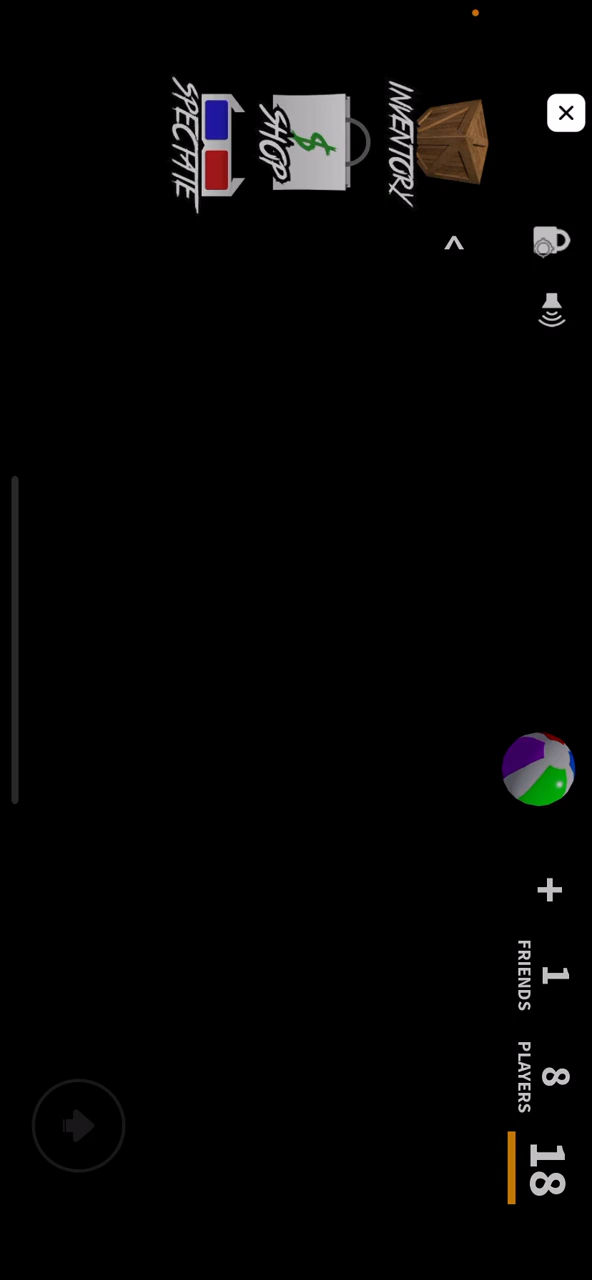 INVENTORY
SHOP
SPECTATE
+
1
FRIENDS
8
PLAYERS
18